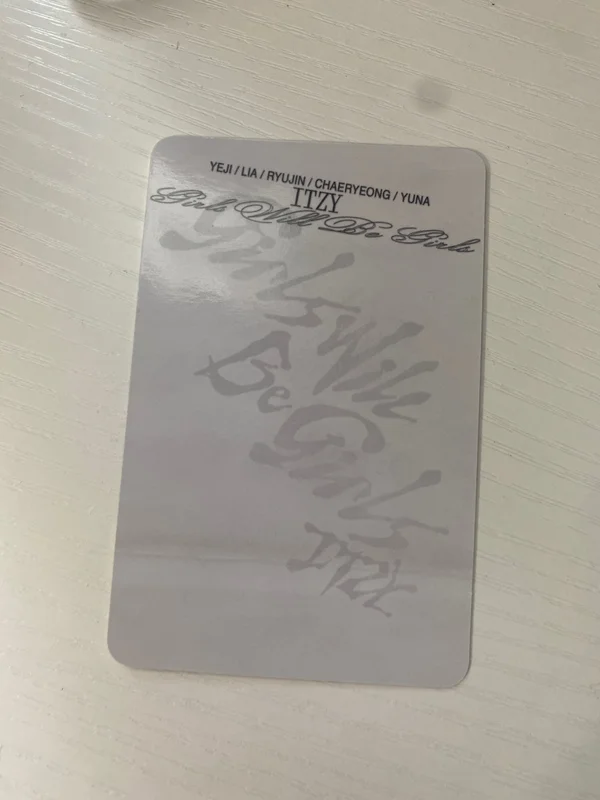 YEJI / LIA / RYUJIN / CHAERYEONG / YUNA
ITZY
Girls Will Be Girls
Girls Will
Be Girls
ITZY